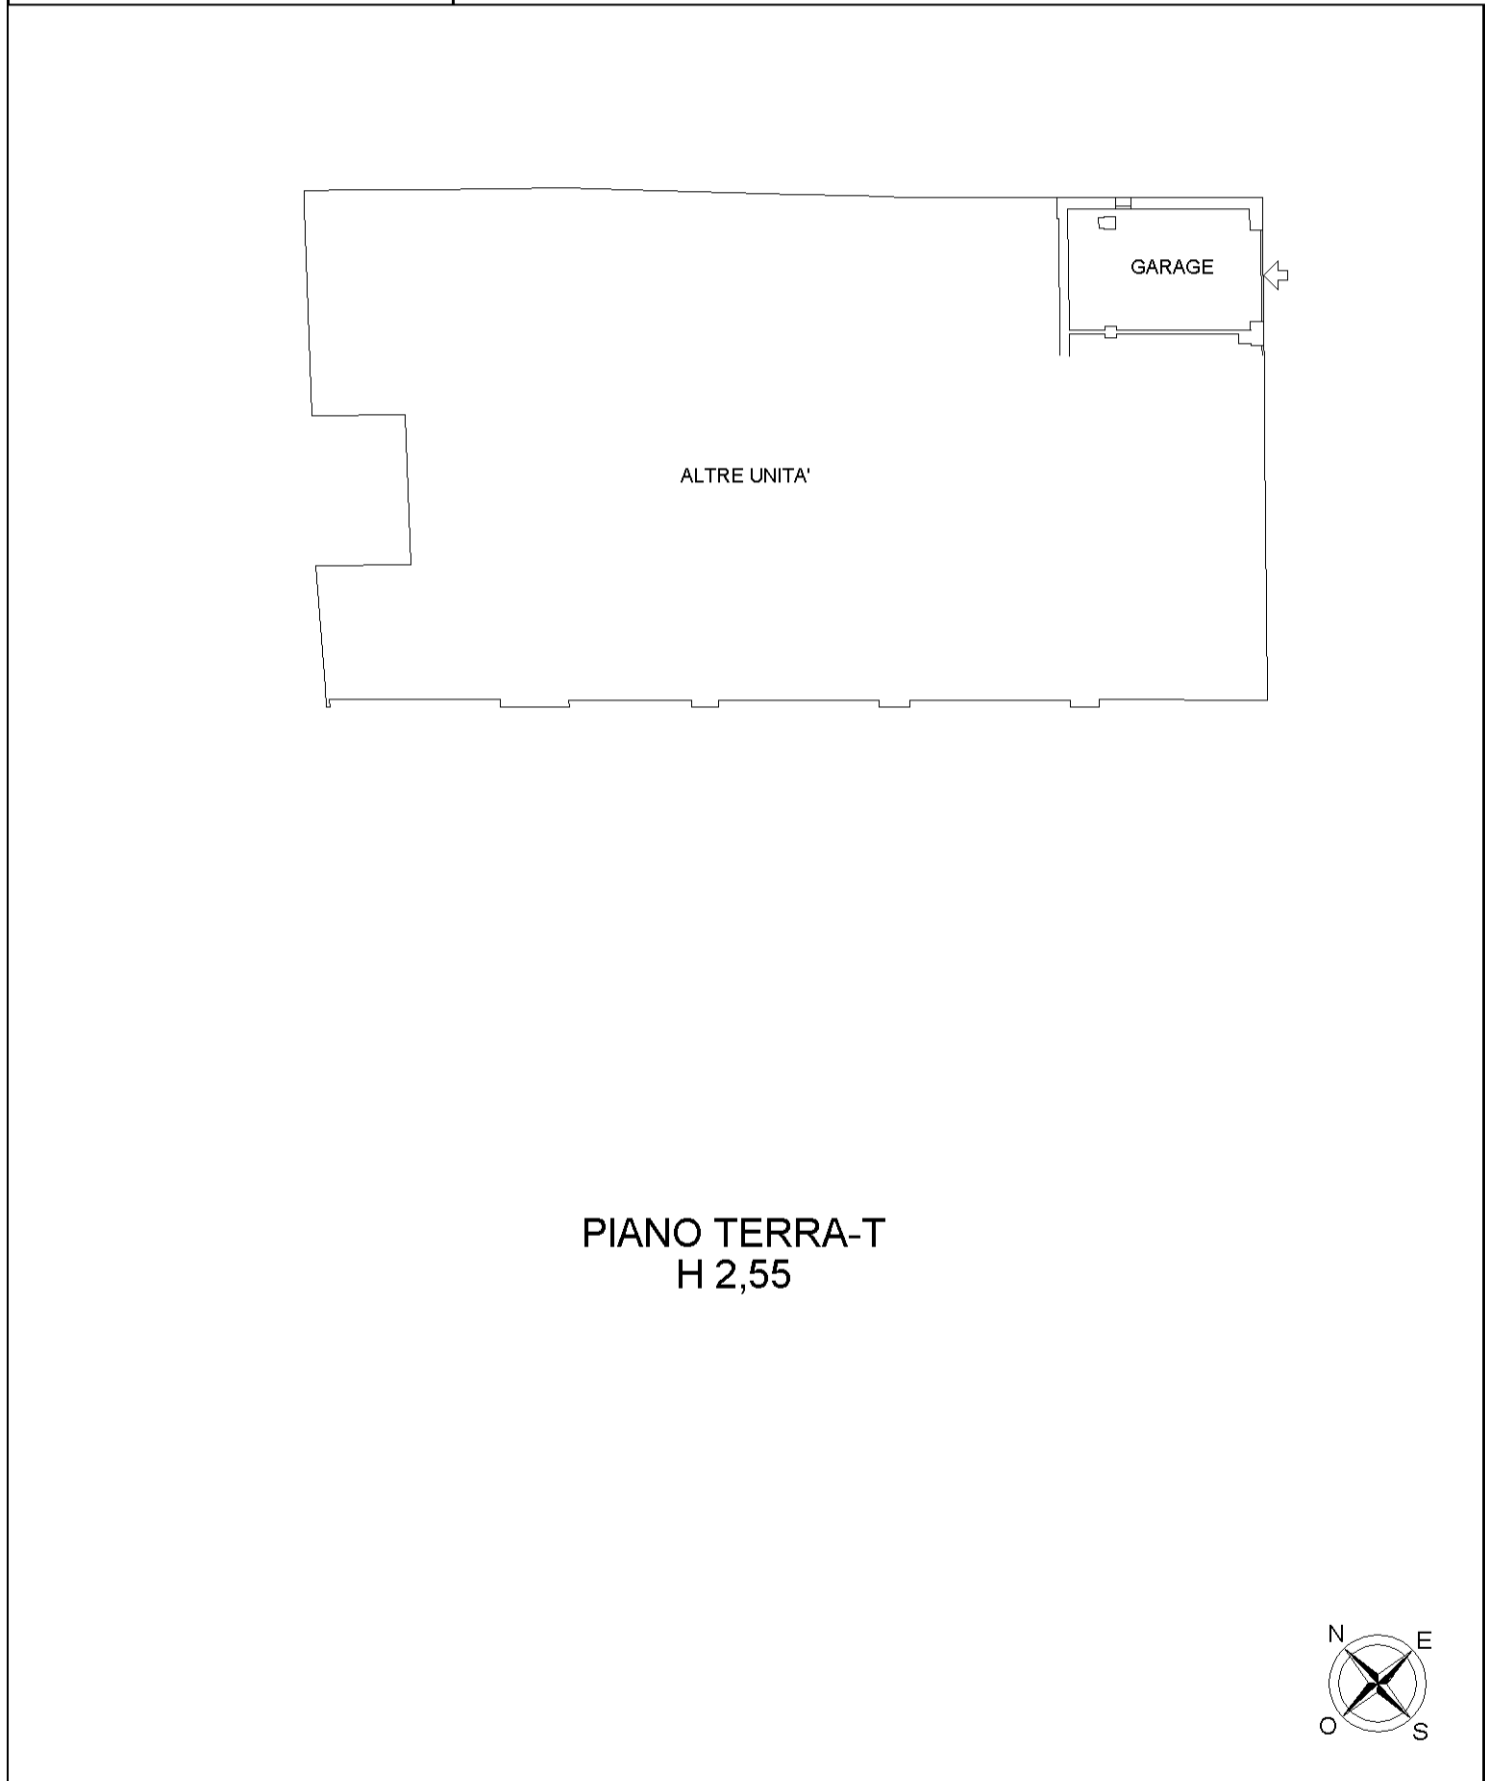 GARAGE
ALTRE UNITA'
PIANO TERRA-T
H 2,55
N
E
O
S